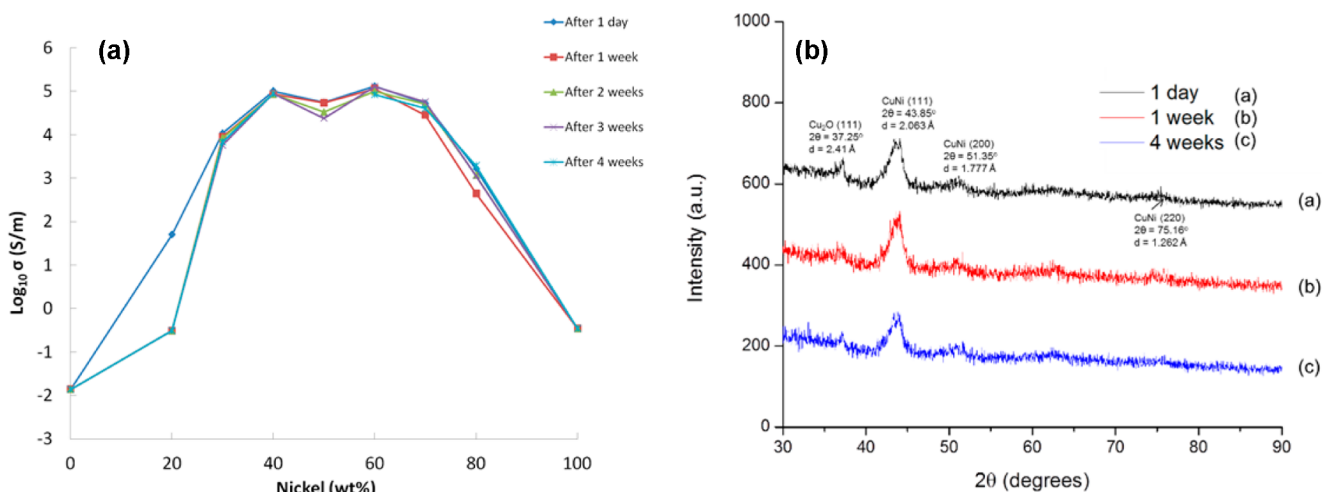 (a)
After 1 day
After 1 week
After 2 weeks
After 3 weeks
After 4 weeks
6
5
4
3
2
1
0
-1
-2
-3
Log₁₀ σ (S/m)
0
20
40
60
80
100
Nickel (wt%)
(b)
1000
800
600
400
200
0
Intensity (a.u.)
1 day (a)
1 week (b)
4 weeks (c)
Cu₂O (111)
2θ = 37.25º
d = 2.41 Å
CuNi (111)
2θ = 43.85º
d = 2.063 Å
CuNi (200)
2θ = 51.35º
d = 1.777 Å
CuNi (220)
2θ = 75.16º
d = 1.262 Å
(a)
(b)
(c)
30
40
50
60
70
80
90
2θ (degrees)